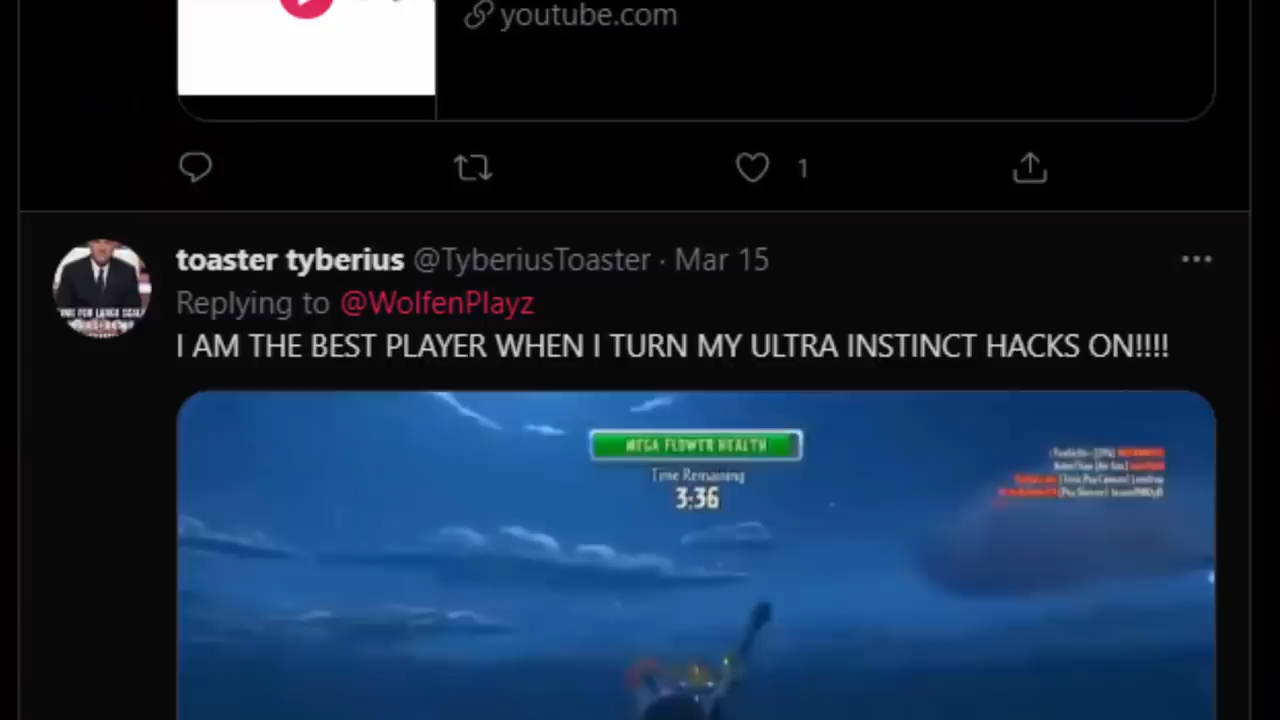 youtube.com
1
toaster tyberius @TyberiusToaster · Mar 15
Replying to @WolfenPlayz
I AM THE BEST PLAYER WHEN I TURN MY ULTRA INSTINCT HACKS ON!!!!
MEGA FLOWER HEALTH
Time Remaining
3:36